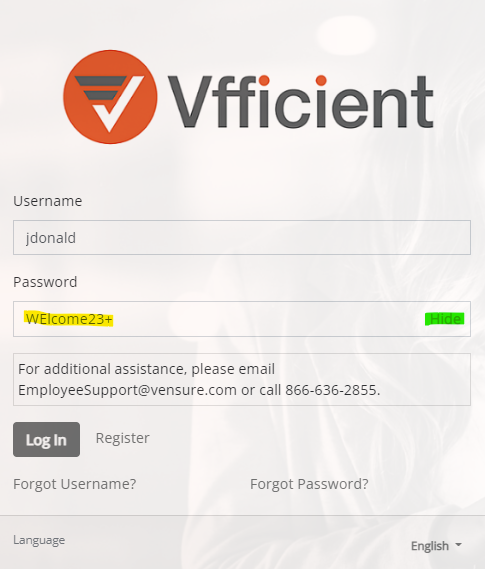 Vfficient
Username
jdonald
Password
WElcome23+
Hide
For additional assistance, please email
EmployeeSupport@vensure.com or call 866-636-2855.
Log In
Register
Forgot Username?
Forgot Password?
Language
English